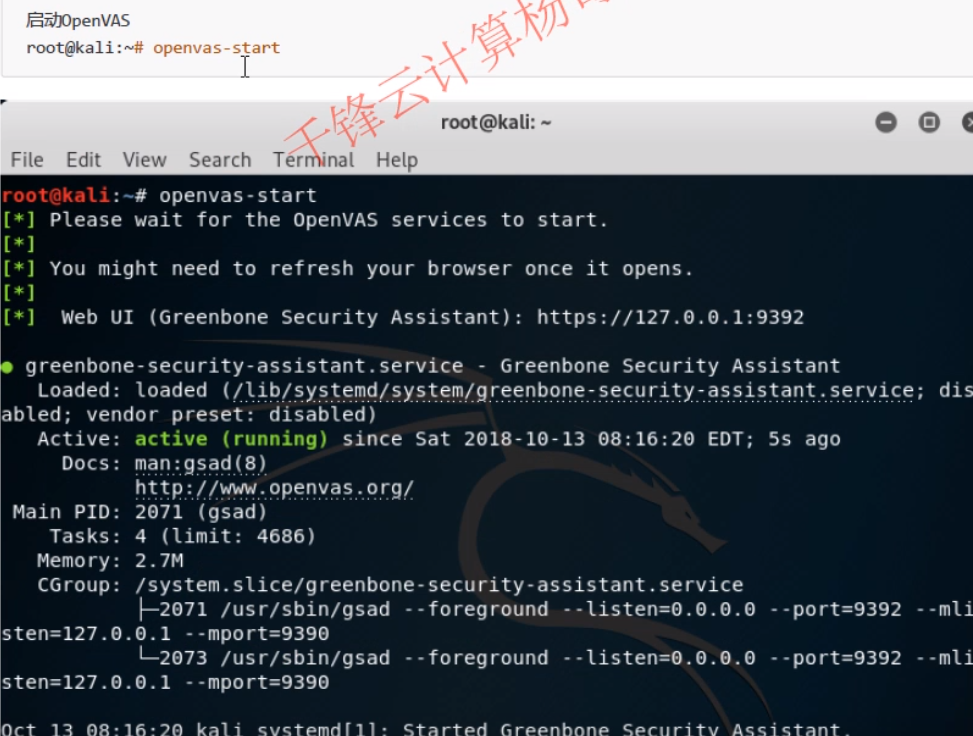 启动OpenVAS
root@kali:~# openvas-start
千锋云计算杨
root@kali: ~
File Edit View Search Terminal Help
root@kali:~# openvas-start
[*] Please wait for the OpenVAS services to start.
[*]
[*] You might need to refresh your browser once it opens.
[*]
[*]  Web UI (Greenbone Security Assistant): https://127.0.0.1:9392
● greenbone-security-assistant.service - Greenbone Security Assistant
Loaded: loaded (/lib/systemd/system/greenbone-security-assistant.service; dis
abled; vendor preset: disabled)
Active: active (running) since Sat 2018-10-13 08:16:20 EDT; 5s ago
Docs: man:gsad(8)
http://www.openvas.org/
Main PID: 2071 (gsad)
Tasks: 4 (limit: 4686)
Memory: 2.7M
CGroup: /system.slice/greenbone-security-assistant.service
├─2071 /usr/sbin/gsad --foreground --listen=0.0.0.0 --port=9392 --mli
sten=127.0.0.1 --mport=9390
└─2073 /usr/sbin/gsad --foreground --listen=0.0.0.0 --port=9392 --mli
sten=127.0.0.1 --mport=9390
Oct 13 08:16:20 kali systemd[1]: Started Greenbone Security Assistant.